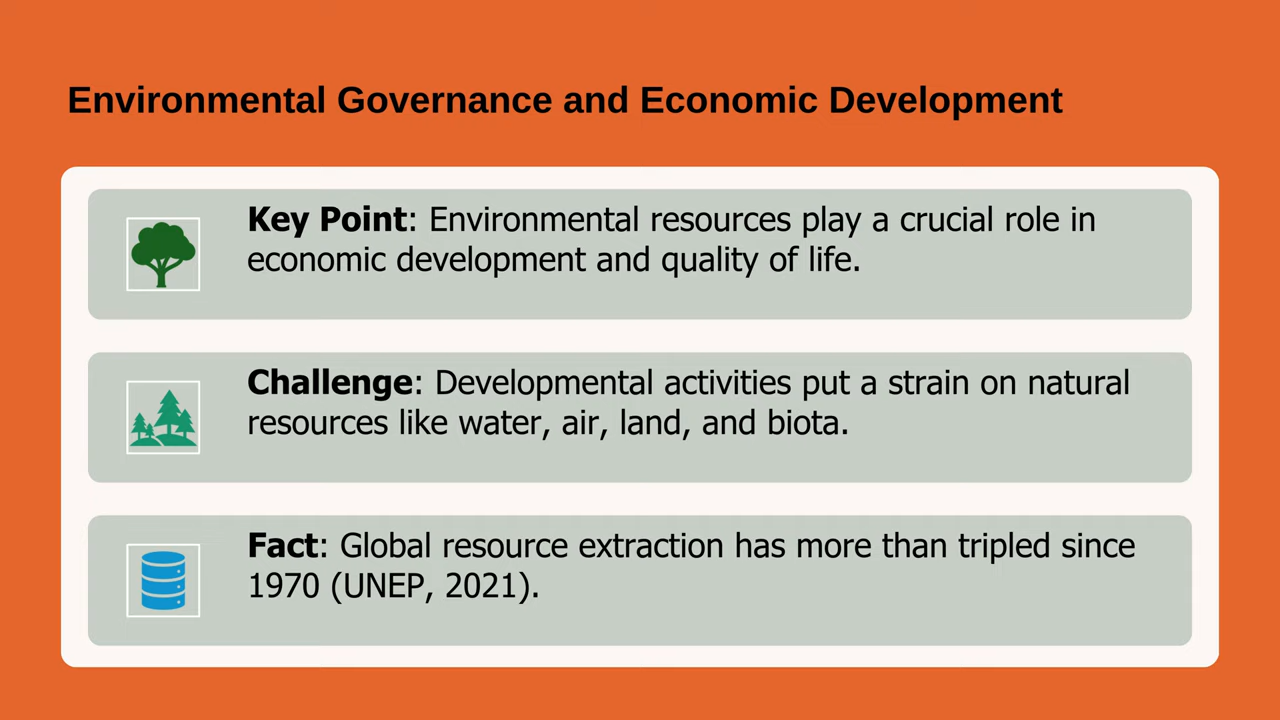 Environmental Governance and Economic Development
Key Point: Environmental resources play a crucial role in
economic development and quality of life.
Challenge: Developmental activities put a strain on natural
resources like water, air, land, and biota.
Fact: Global resource extraction has more than tripled since
1970 (UNEP, 2021).